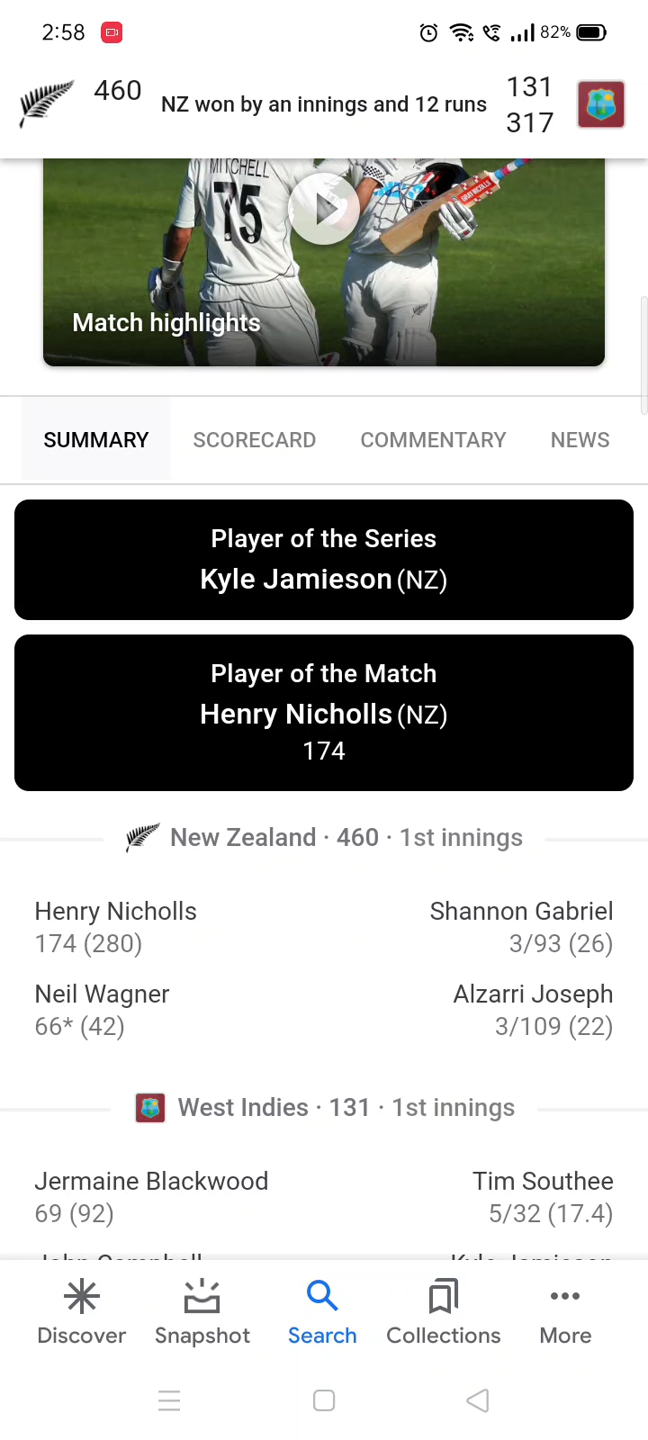 2:58
82%
460
NZ won by an innings and 12 runs
131
317
MITCHELL
75
Match highlights
SUMMARY SCORECARD COMMENTARY NEWS
Player of the Series
Kyle Jamieson (NZ)
Player of the Match
Henry Nicholls (NZ)
174
New Zealand · 460 · 1st innings
Henry Nicholls Shannon Gabriel
174 (280) 3/93 (26)
Neil Wagner Alzarri Joseph
66* (42) 3/109 (22)
West Indies · 131 · 1st innings
Jermaine Blackwood Tim Southee
69 (92) 5/32 (17.4)
John Campbell Kyle Jamieson
Discover Snapshot Search Collections More